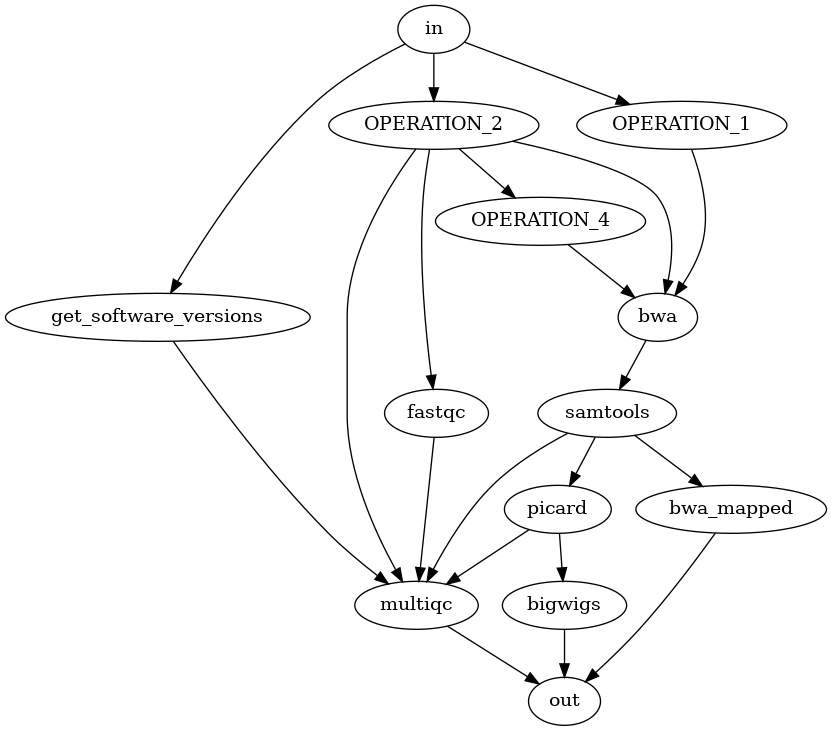 in
OPERATION_2
OPERATION_1
OPERATION_4
get_software_versions
bwa
fastqc
samtools
picard
bwa_mapped
multiqc
bigwigs
out